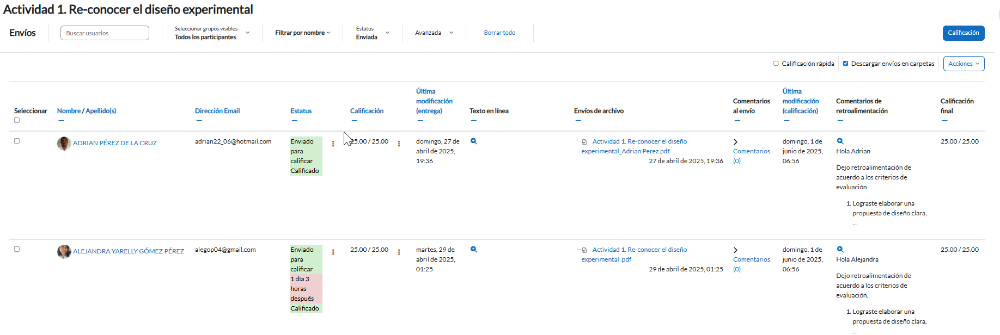 Actividad 1. Re-conocer el diseño experimental
Envíos
Buscar usuarios
Seleccionar grupos visibles
Todos los participantes
Filtrar por nombre
Estatus
Enviada
Avanzada
Borrar todo
Calificación
Calificación rápida
Descargar envíos en carpetas
Acciones
Seleccionar
Nombre / Apellido(s)
Dirección Email
Estatus
Calificación
Última
modificación
(entrega)
Texto en línea
Envíos de archivo
Comentarios
al envío
Última
modificación
(calificación)
Comentarios de
retroalimentación
Calificación
final
ADRIAN PÉREZ DE LA CRUZ
adrian22_06@hotmail.com
Enviado
para
calificar
Calificado
25.00 / 25.00
domingo, 27 de
abril de 2025,
19:36
Actividad 1. Re-conocer el diseño
experimental_Adrian Perez.pdf
27 de abril de 2025, 19:36
Comentarios
(0)
domingo, 1 de
junio de 2025,
06:56
Hola Adrian
Dejo retroalimentación de
acuerdo a los criterios de
evaluación.
1. Lograste elaborar una
propuesta de diseño clara,
...
25.00 / 25.00
ALEJANDRA YARELLY GÓMEZ PÉREZ
alegop04@gmail.com
Enviado
para
calificar
1 día 3
horas
después
Calificado
25.00 / 25.00
martes, 29 de
abril de 2025,
01:25
Actividad 1. Re-conocer el diseño
experimental .pdf
29 de abril de 2025, 01:25
Comentarios
(0)
domingo, 1 de
junio de 2025,
06:56
Hola Alejandra
Dejo retroalimentación de
acuerdo a los criterios de
evaluación.
1. Lograste elaborar una
propuesta de diseño clara,
...
25.00 / 25.00